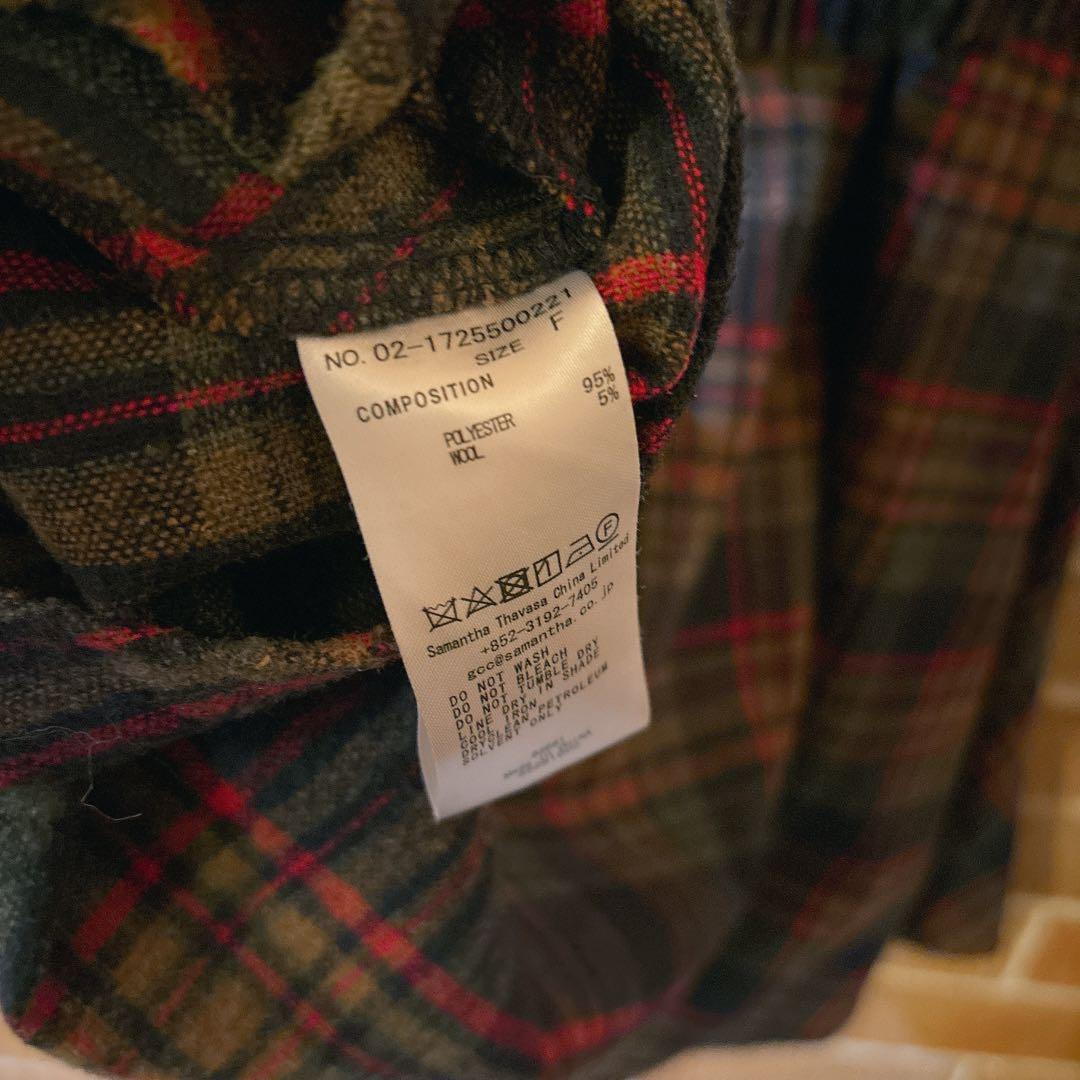 NO. 02-1725500221
SIZE F
COMPOSITION
95%
5%
POLYESTER
WOOL
F
Samantha Thavasa China Limited
+852-3192-7405
gcc@samantha.co.jp
DO NOT WASH
DO NOT BLEACH
DO NOT TUMBLE DRY
LINE DRY IN SHADE
COOL IRON
DRYCLEAN, PETROLEUM
SOLVENT ONLY